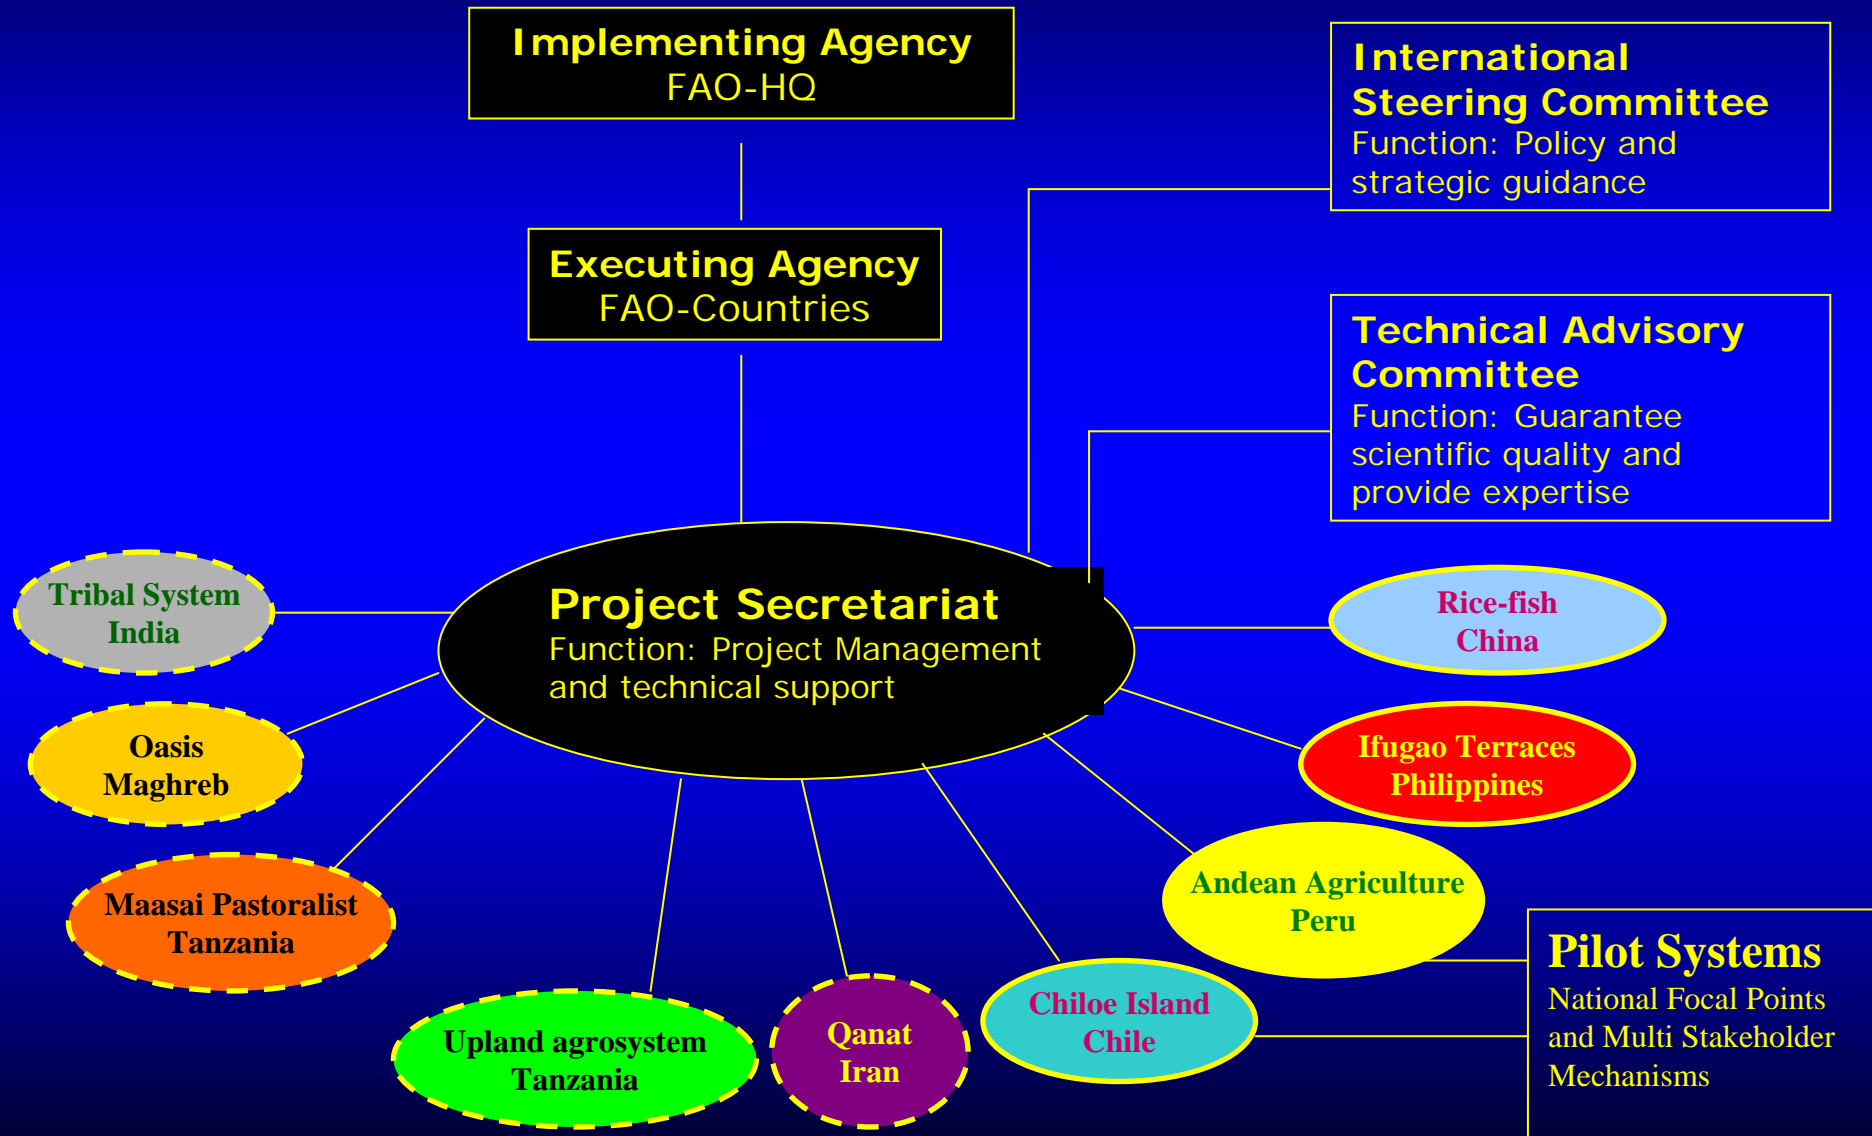 Implementing Agency
FAO-HQ
International
Steering Committee
Function: Policy and
strategic guidance
Executing Agency
FAO-Countries
Technical Advisory
Committee
Function: Guarantee
scientific quality and
provide expertise
Project Secretariat
Function: Project Management
and technical support
Tribal System
India
Oasis
Maghreb
Maasai Pastoralist
Tanzania
Upland agrosystem
Tanzania
Qanat
Iran
Chiloe Island
Chile
Andean Agriculture
Peru
Ifugao Terraces
Philippines
Rice-fish
China
Pilot Systems
National Focal Points
and Multi Stakeholder
Mechanisms